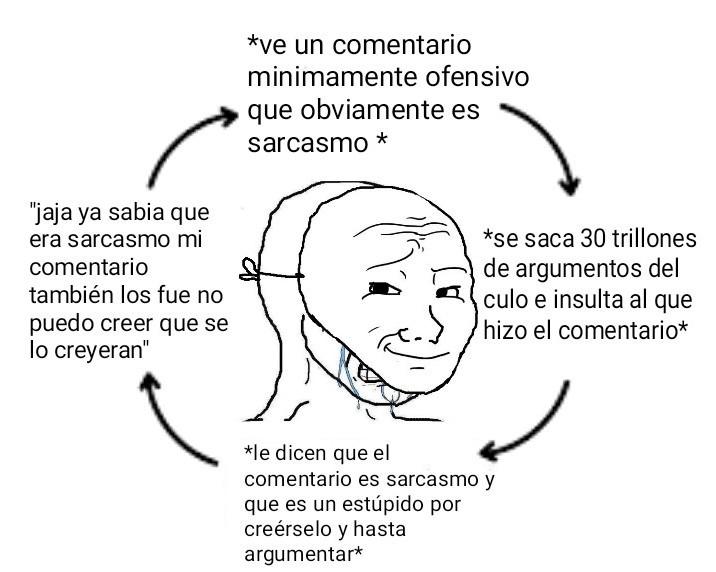 *ve un comentario
minimamente ofensivo
que obviamente es
sarcasmo *
*se saca 30 trillones
de argumentos del
culo e insulta al que
hizo el comentario*
*le dicen que el
comentario es sarcasmo y
que es un estúpido por
creérselo y hasta
argumentar*
"jaja ya sabia que
era sarcasmo mi
comentario
también los fue no
puedo creer que se
lo creyeran"